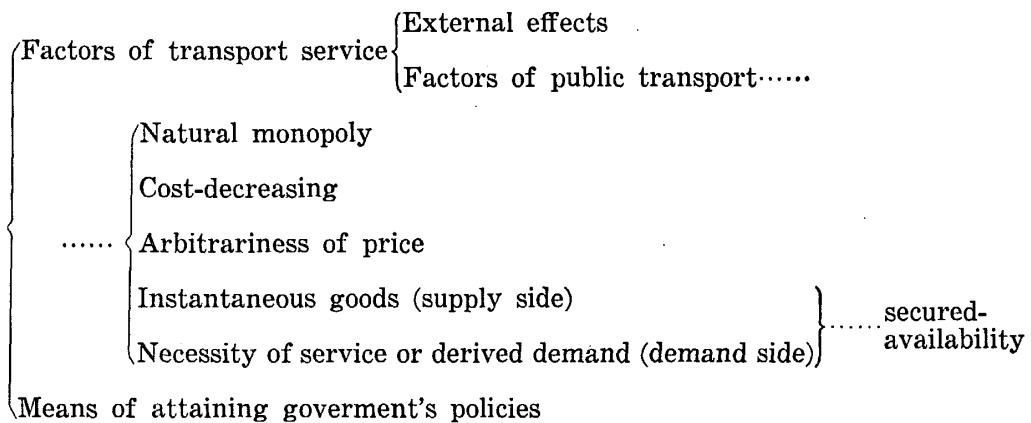 External effects
Factors of transport service
Factors of public transport······
Natural monopoly
Cost-decreasing
······ Arbitrariness of price
Instantaneous goods (supply side)
······ secured-
availability
Necessity of service or derived demand (demand side)
Means of attaining goverment's policies